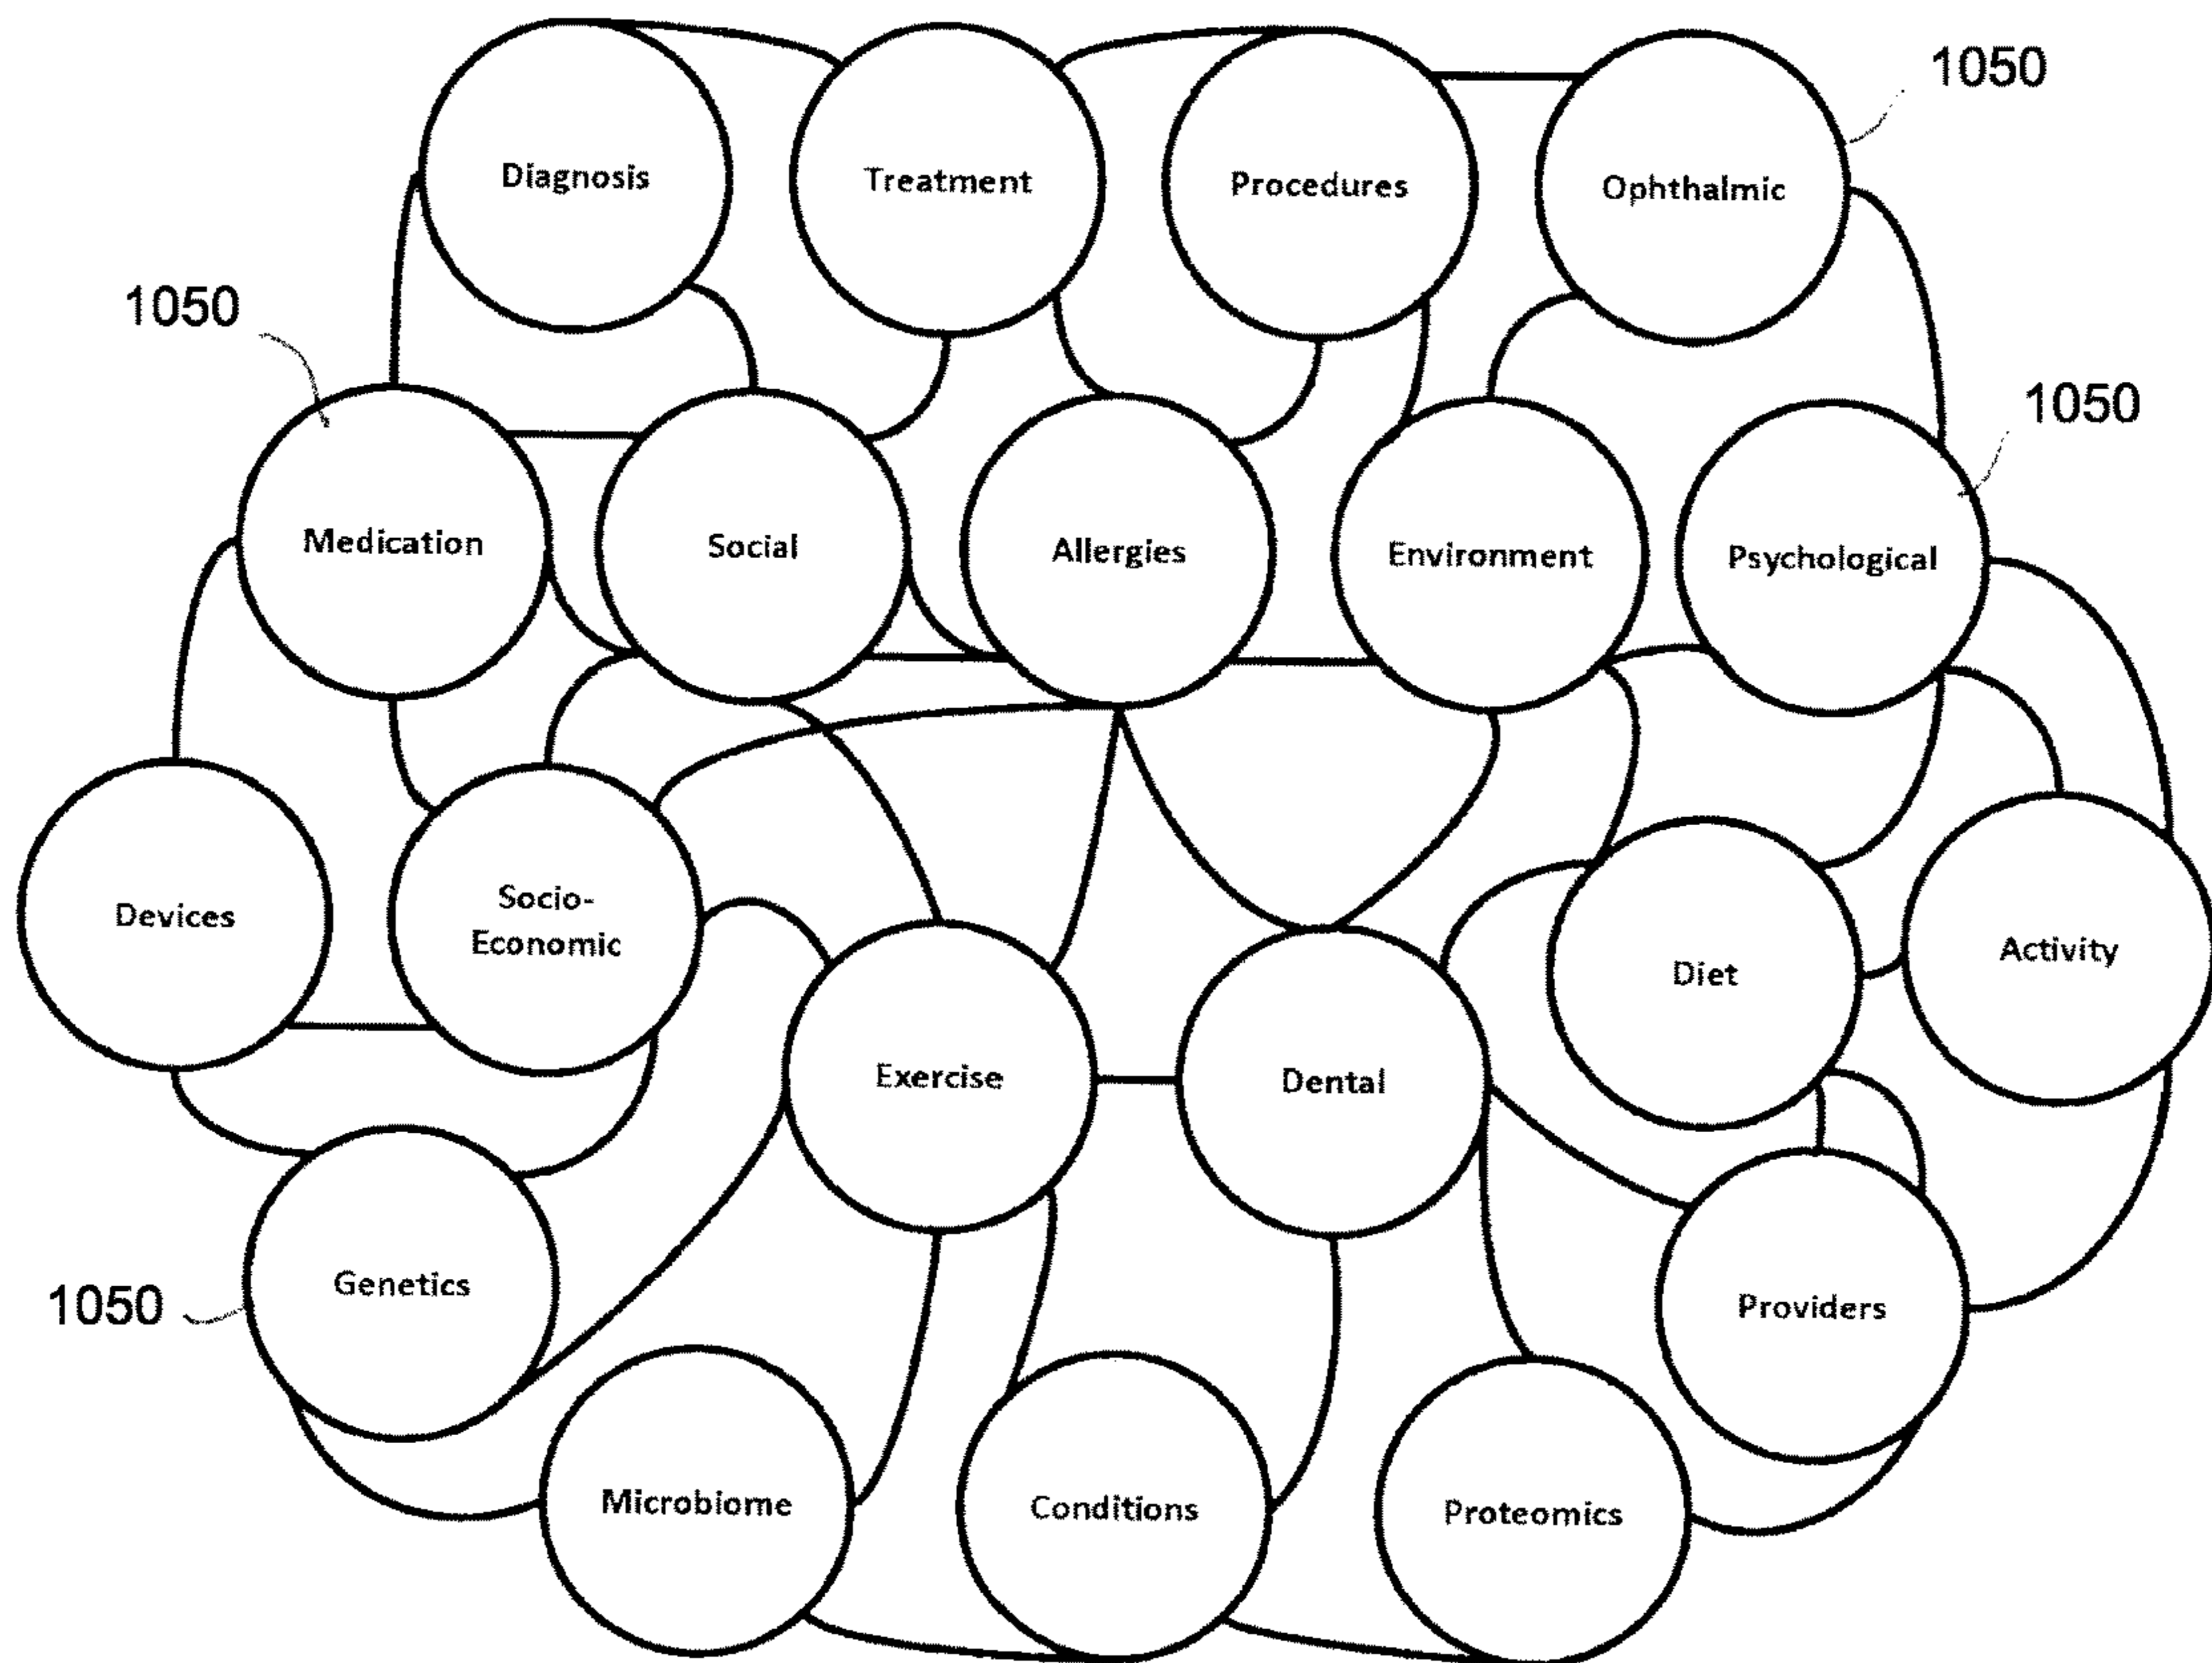 1050
Diagnosis
Treatment
Procedures
Ophthalmic
1050
1050
Medication
Social
Allergies
Environment
Psychological
Devices
Socio-
Economic
Exercise
Dental
Diet
Activity
Genetics
1050
Providers
Microbiome
Conditions
Proteomics